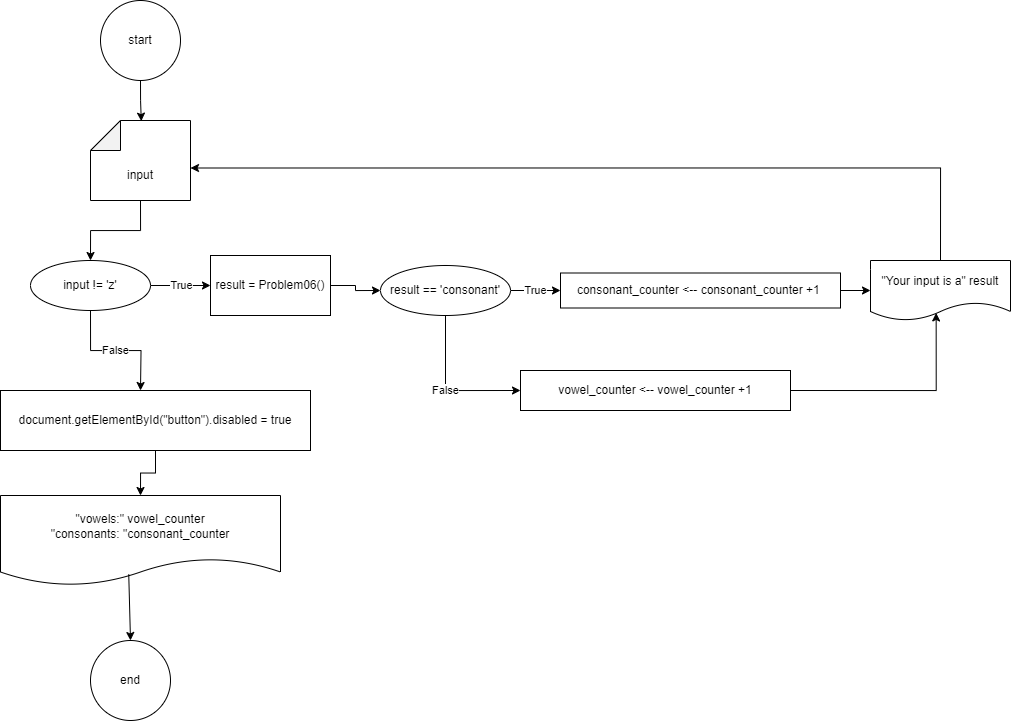 start
input
input != 'z'
True
result = Problem06()
result == 'consonant'
True
consonant_counter <-- consonant_counter +1
"Your input is a" result
False
False
vowel_counter <-- vowel_counter +1
document.getElementById("button").disabled = true
"vowels:" vowel_counter
"consonants: "consonant_counter
end